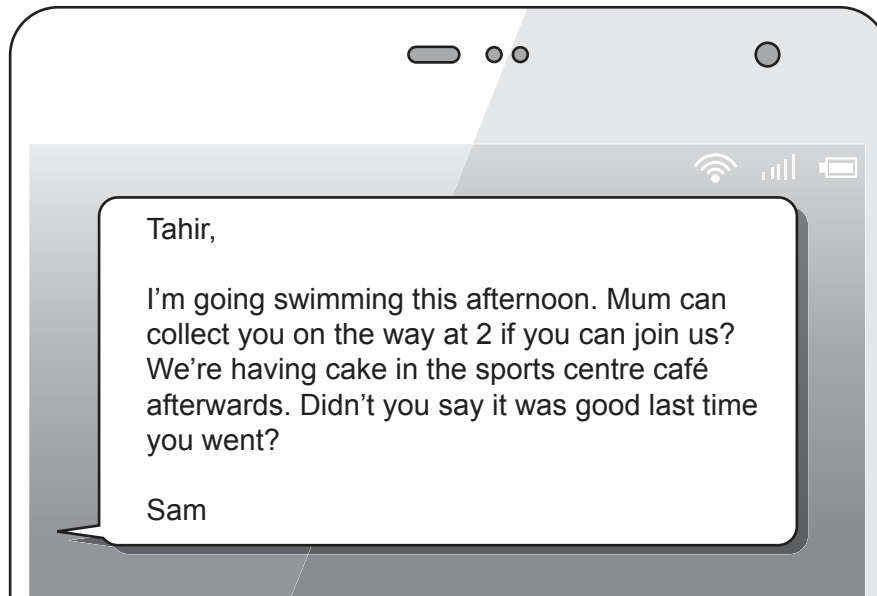 Tahir,
I'm going swimming this afternoon. Mum can
collect you on the way at 2 if you can join us?
We're having cake in the sports centre café
afterwards. Didn't you say it was good last time
you went?
Sam